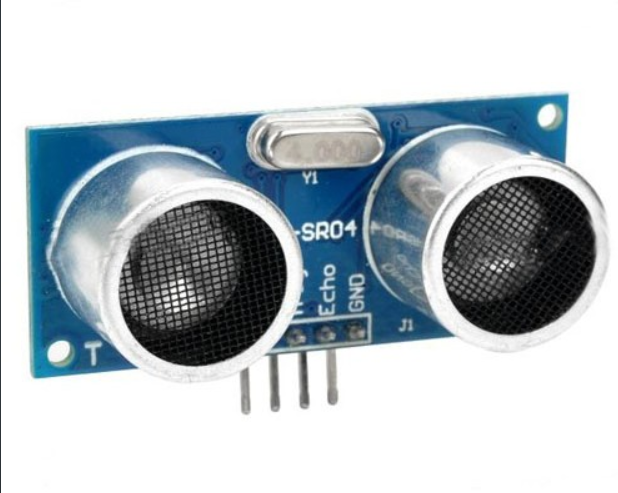 4.000
Y1
-SR04
Echo
GND
J1
T